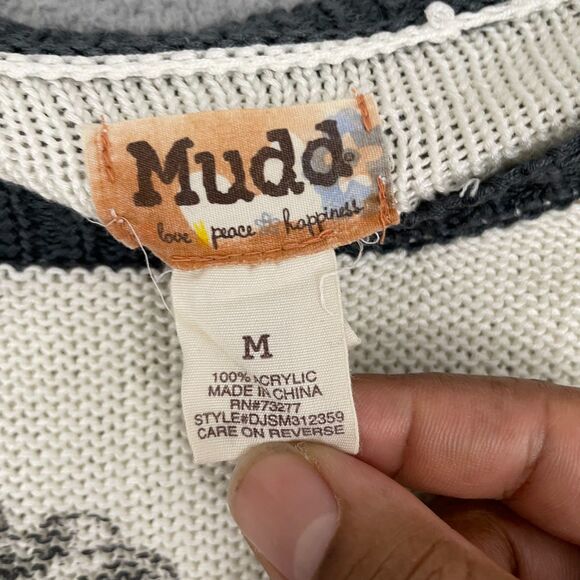 Mudd.
love peace happiness
M
100% ACRYLIC
MADE IN CHINA
RN#73277
STYLE#DJSM312359
CARE ON REVERSE